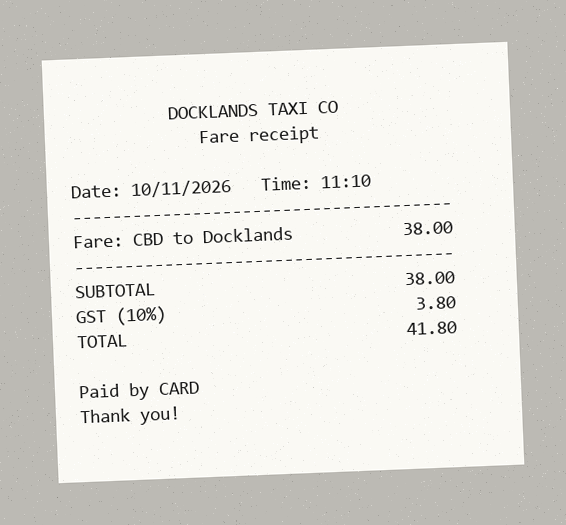 DOCKLANDS TAXI CO
Fare receipt
Date: 10/11/2026   Time: 11:10
--------------------------------------
Fare: CBD to Docklands           38.00
--------------------------------------
SUBTOTAL                         38.00
GST (10%)                         3.80
TOTAL                            41.80
Paid by CARD
Thank you!